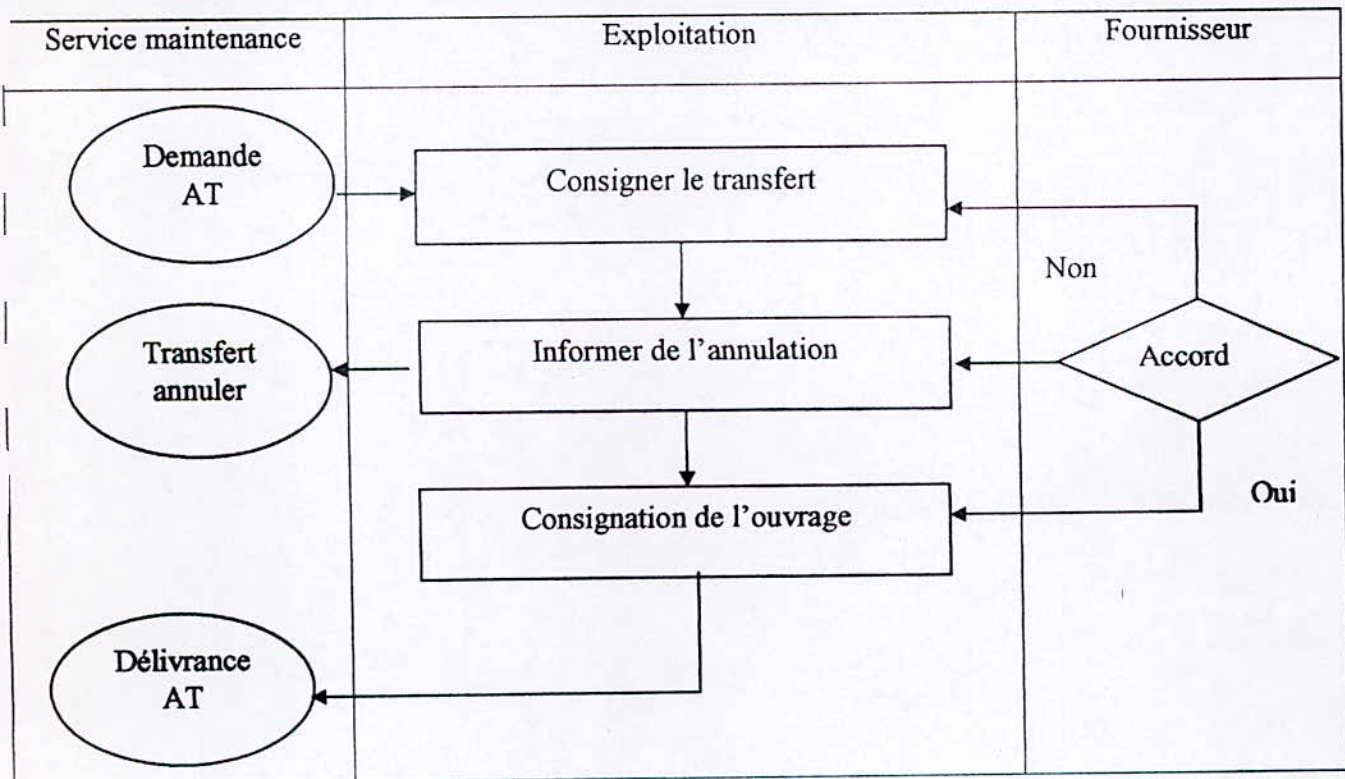 Service maintenance
Exploitation
Fournisseur
Demande
AT
Consigner le transfert
Non
Transfert
annuler
Informer de l'annulation
Accord
Consignation de l'ouvrage
Oui
Délivrance
AT